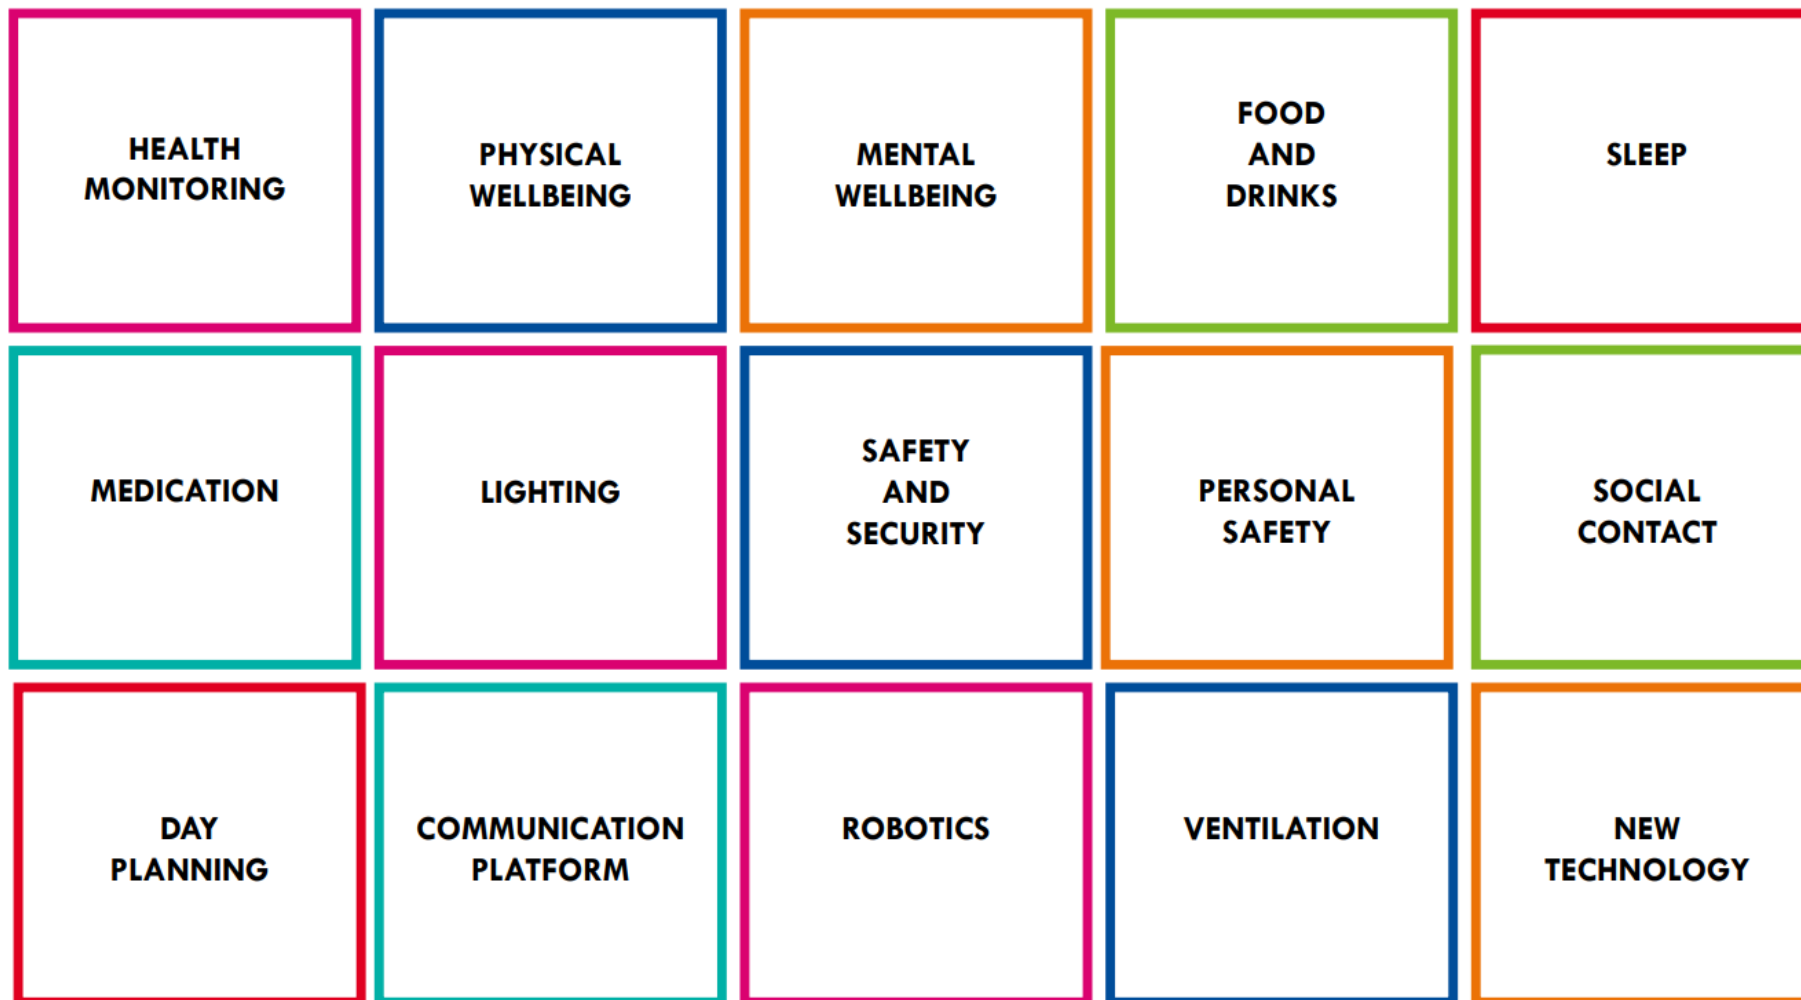 HEALTH
MONITORING
PHYSICAL
WELLBEING
MENTAL
WELLBEING
FOOD
AND
DRINKS
SLEEP
MEDICATION
LIGHTING
SAFETY
AND
SECURITY
PERSONAL
SAFETY
SOCIAL
CONTACT
DAY
PLANNING
COMMUNICATION
PLATFORM
ROBOTICS
VENTILATION
NEW
TECHNOLOGY